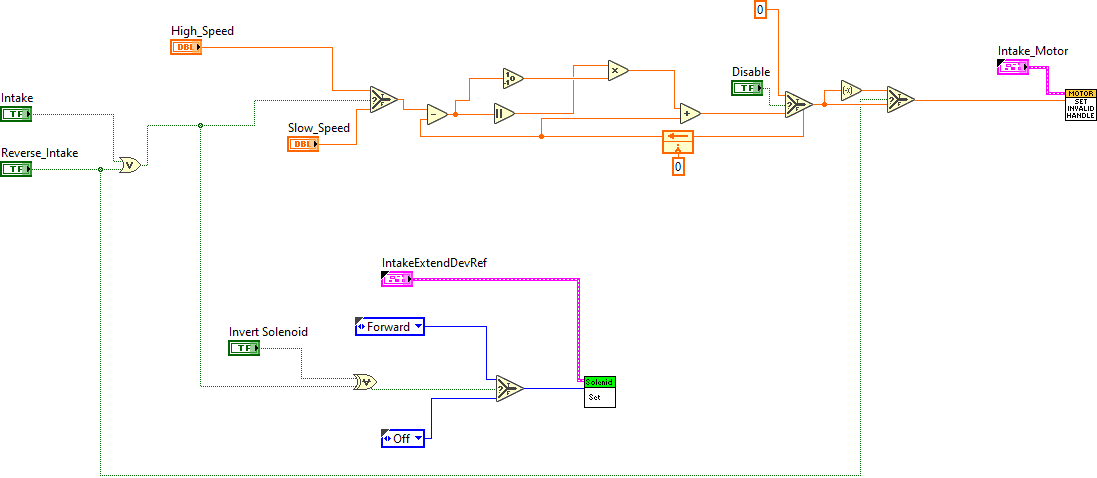 High_Speed
DBL
0
Intake_Motor
Disable
TF
MOTOR
SET
INVALID
HANDLE
Intake
TF
Slow_Speed
DBL
Reverse_Intake
TF
0
IntakeExtendDevRef
Forward
Invert Solenoid
TF
Solenid
Set
Off